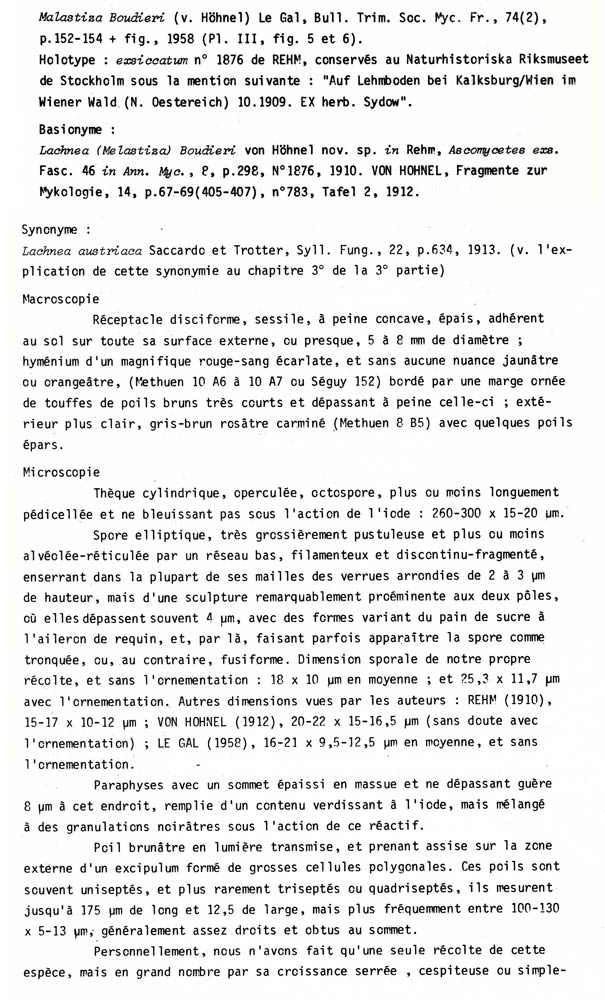 Malastiza Boudieri (v. Höhnel) Le Gal, Bull. Trim. Soc. Myc. Fr., 74(2),
p.152-154 + fig., 1958 (Pl. III, fig. 5 et 6).
Holotype : exsiccatum n° 1876 de REHM, conservés au Naturhistoriska Riksmuseet
de Stockholm sous la mention suivante : "Auf Lehmboden bei Kalksburg/Wien im
Wiener Wald (N. Oestereich) 10.1909. EX herb. Sydow".
Basionyme :
Lachnea (Melastiza) Boudieri von Höhnel nov. sp. in Rehm, Ascomycetes exs.
Fasc. 46 in Ann. Myc., 8, p.298, N°1876, 1910. VON HOHNEL, Fragmente zur
Mykologie, 14, p.67-69(405-407), n°783, Tafel 2, 1912.
Synonyme :
Lachnea austriaca Saccardo et Trotter, Syll. Fung., 22, p.634, 1913. (v. l'ex-
plication de cette synonymie au chapitre 3° de la 3° partie)
Macroscopie
Réceptacle disciforme, sessile, à peine concave, épais, adhérent
au sol sur toute sa surface externe, ou presque, 5 à 8 mm de diamètre ;
hyménium d'un magnifique rouge-sang écarlate, et sans aucune nuance jaunâtre
ou orangeâtre, (Methuen 10 A6 à 10 A7 ou Séguy 152) bordé par une marge ornée
de touffes de poils bruns très courts et dépassant à peine celle-ci ; exté-
rieur plus clair, gris-brun rosâtre carminé (Methuen 8 B5) avec quelques poils
épars.
Microscopie
Thèque cylindrique, operculée, octospore, plus ou moins longuement
pédicellée et ne bleuissant pas sous l'action de l'iode : 260-300 x 15-20 µm.
Spore elliptique, très grossièrement pustuleuse et plus ou moins
alvéolée-réticulée par un réseau bas, filamenteux et discontinu-fragmenté,
enserrant dans la plupart de ses mailles des verrues arrondies de 2 à 3 µm
de hauteur, mais d'une sculpture remarquablement proéminente aux deux pôles,
où elles dépassent souvent 4 µm, avec des formes variant du pain de sucre à
l'aileron de requin, et, par là, faisant parfois apparaître la spore comme
tronquée, ou, au contraire, fusiforme. Dimension sporale de notre propre
récolte, et sans l'ornementation : 18 x 10 µm en moyenne ; et 25,3 x 11,7 µm
avec l'ornementation. Autres dimensions vues par les auteurs : REHM (1910),
15-17 x 10-12 µm ; VON HOHNEL (1912), 20-22 x 15-16,5 µm (sans doute avec
l'ornementation) ; LE GAL (1958), 16-21 x 9,5-12,5 µm en moyenne, et sans
l'ornementation.
Paraphyses avec un sommet épaissi en massue et ne dépassant guère
8 µm à cet endroit, remplie d'un contenu verdissant à l'iode, mais mélangé
à des granulations noirâtres sous l'action de ce réactif.
Poil brunâtre en lumière transmise, et prenant assise sur la zone
externe d'un excipulum formé de grosses cellules polygonales. Ces poils sont
souvent uniseptés, et plus rarement triseptés ou quadriseptés, ils mesurent
jusqu'à 175 µm de long et 12,5 de large, mais plus fréquemment entre 100-130
x 5-13 µm, généralement assez droits et obtus au sommet.
Personnellement, nous n'avons fait qu'une seule récolte de cette
espèce, mais en grand nombre par sa croissance serrée , cespiteuse ou simple-